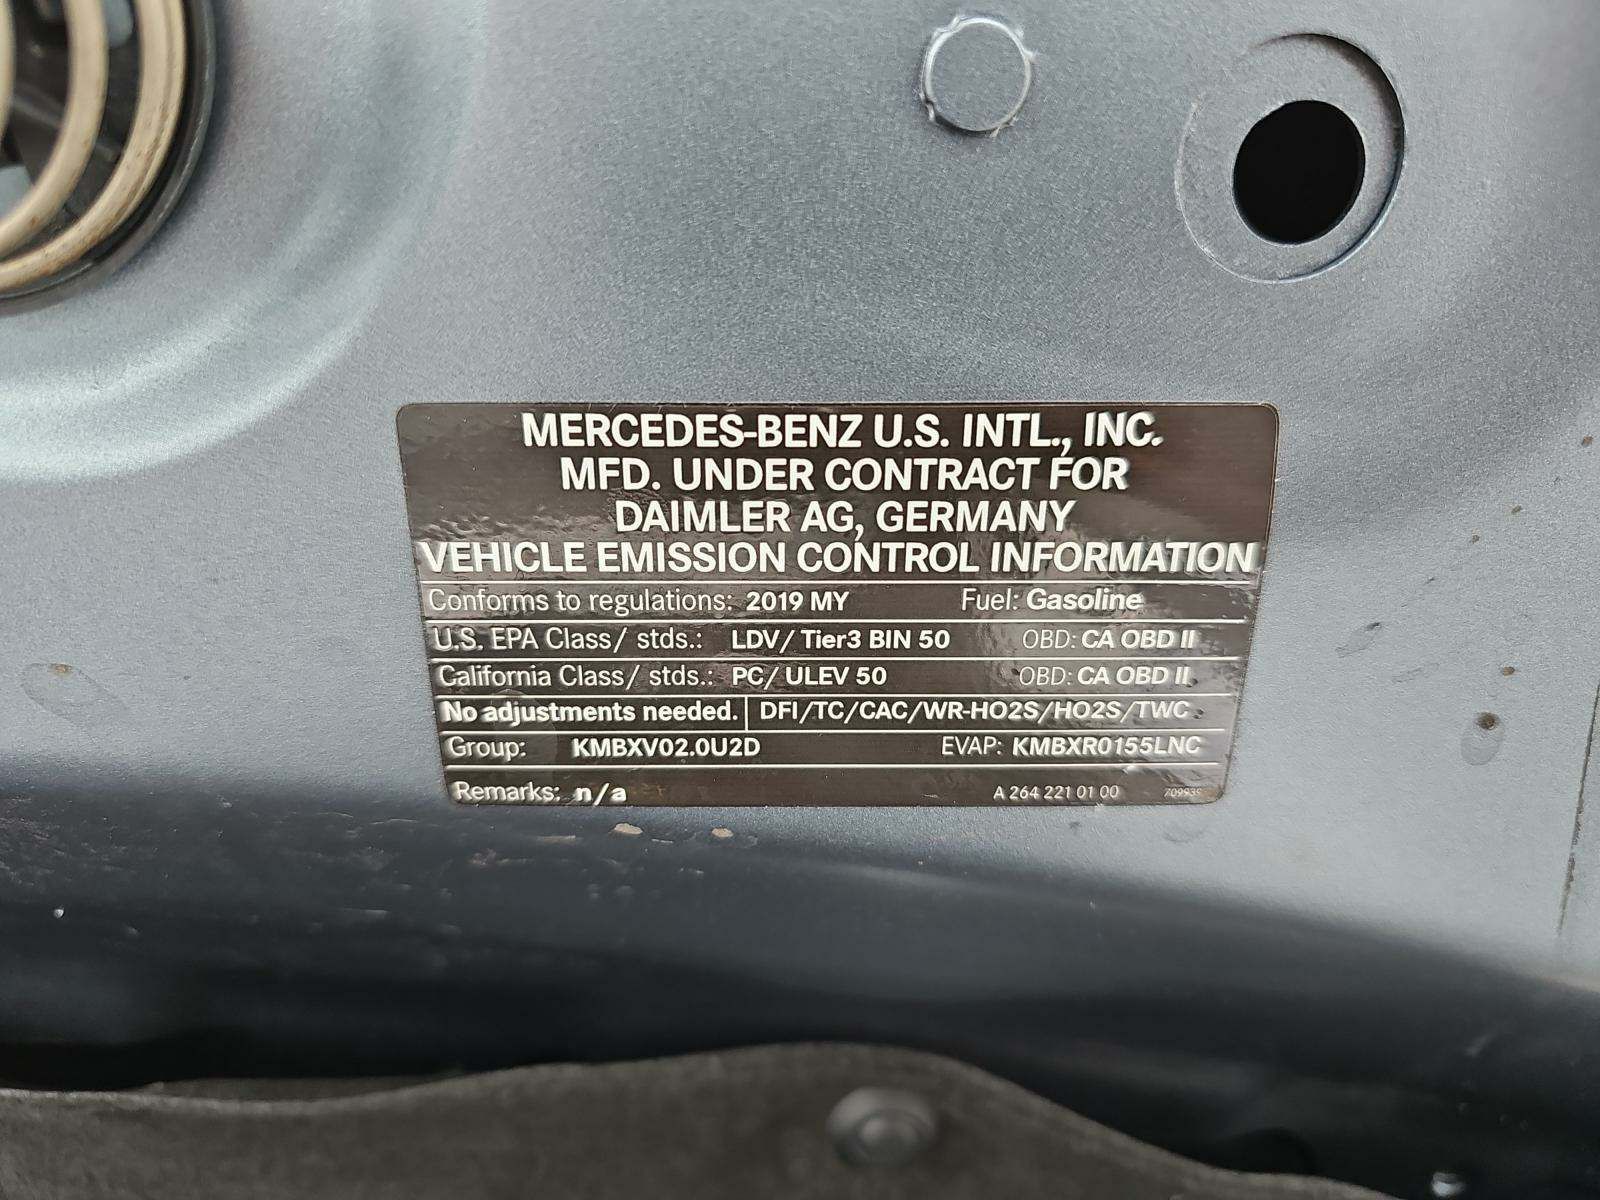 MERCEDES-BENZ U.S. INTL., INC.
MFD. UNDER CONTRACT FOR
DAIMLER AG, GERMANY
VEHICLE EMISSION CONTROL INFORMATION
Conforms to regulations: 2019 MY Fuel: Gasoline
U.S. EPA Class/ stds.: LDV/ Tier3 BIN 50 OBD: CA OBD II
California Class/ stds.: PC/ ULEV 50 OBD: CA OBD II
No adjustments needed. DFI/TC/CAC/WR-HO2S/HO2S/TWC
Group: KMBXV02.0U2D EVAP: KMBXR0155LNC
Remarks: n/a A 264 221 01 00